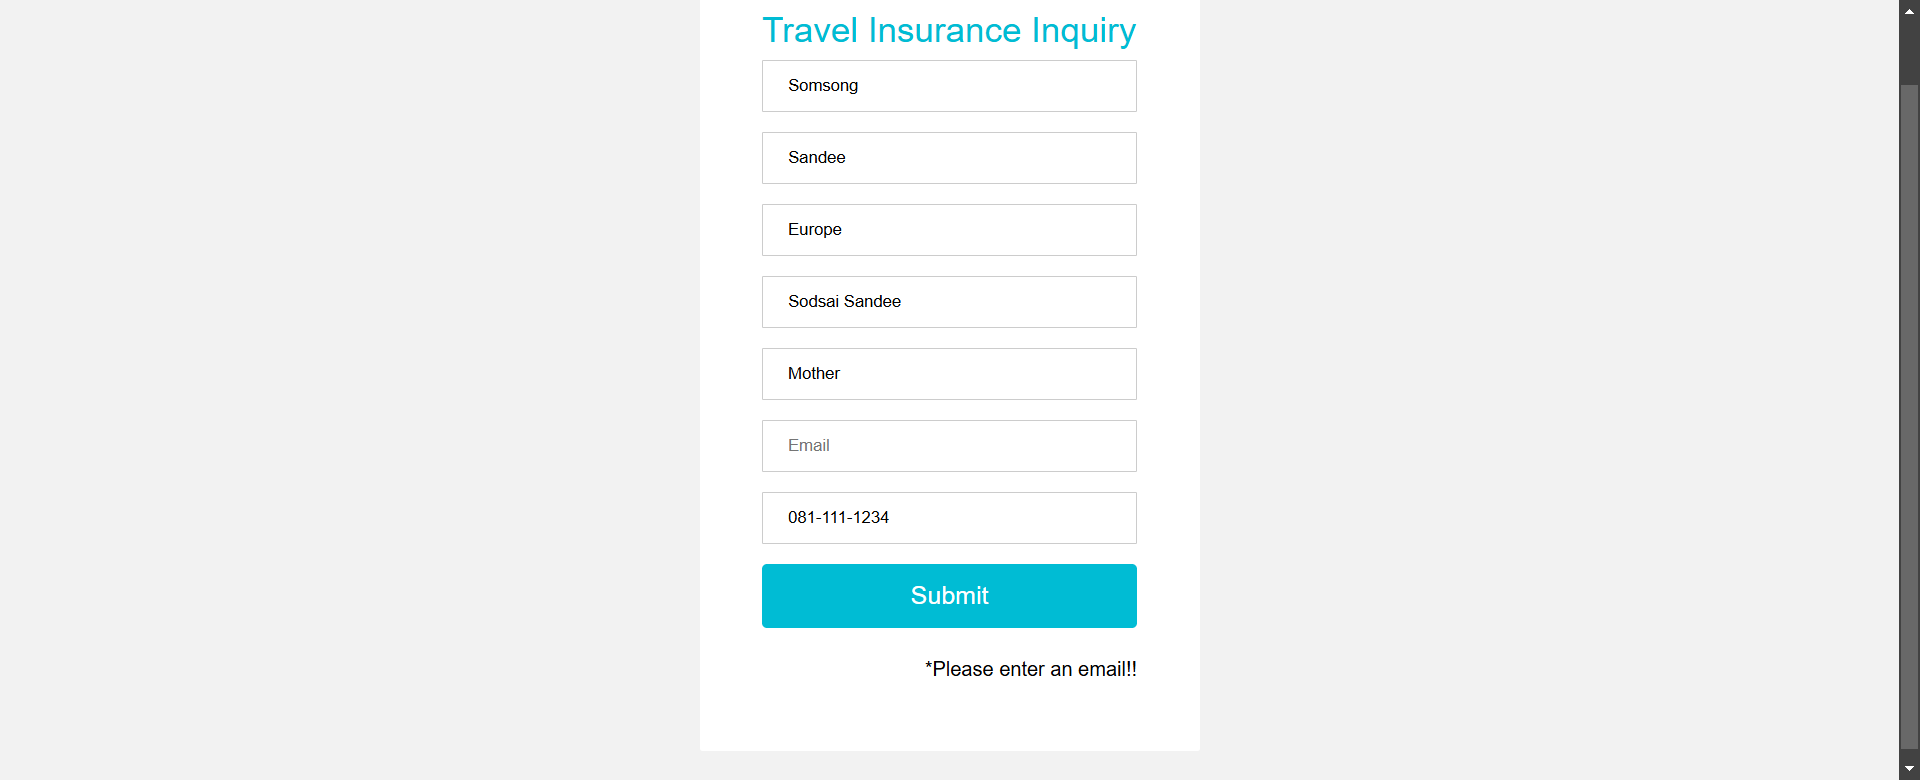 Travel Insurance Inquiry
Somsong
Sandee
Europe
Sodsai Sandee
Mother
Email
081-111-1234
Submit
*Please enter an email!!